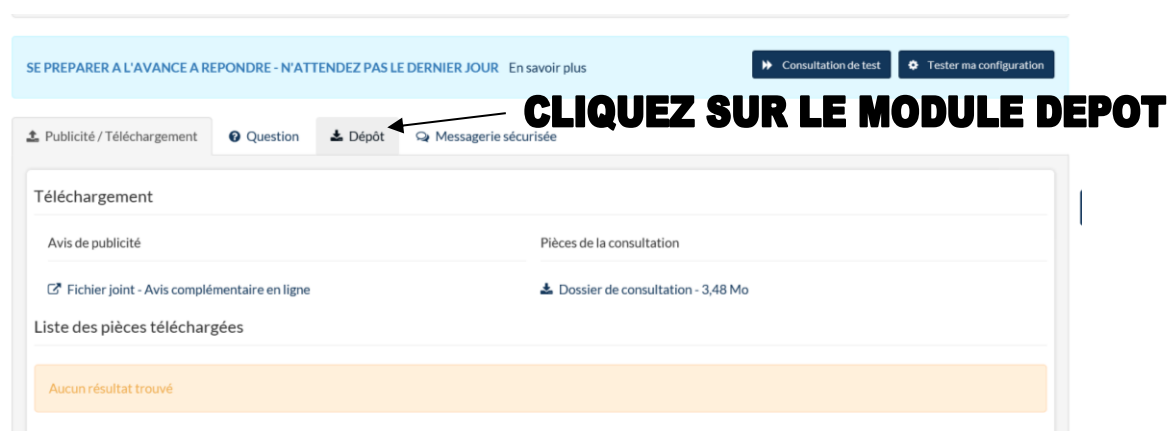 SE PREPARER A L'AVANCE A REPONDRE - N'ATTENDEZ PAS LE DERNIER JOUR En savoir plus
Consultation de test
Tester ma configuration
CLIQUEZ SUR LE MODULE DEPOT
Publicité / Téléchargement
Question
Dépôt
Messagerie sécurisée
Téléchargement
Avis de publicité
Pièces de la consultation
Fichier joint - Avis complémentaire en ligne
Dossier de consultation - 3,48 Mo
Liste des pièces téléchargées
Aucun résultat trouvé